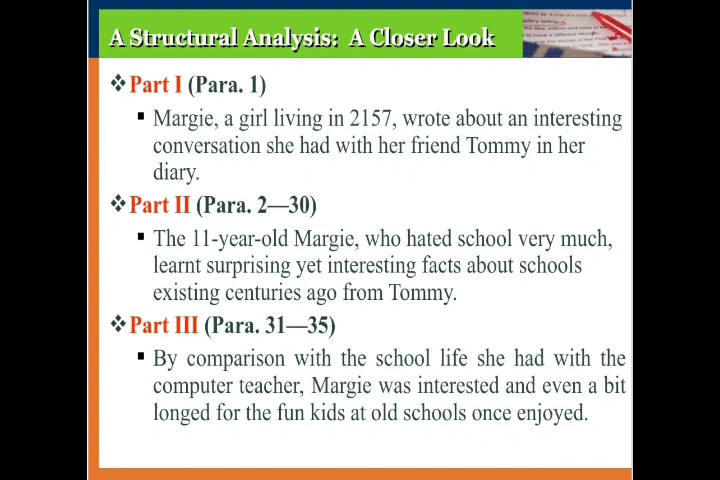 A Structural Analysis: A Closer Look
❖Part I (Para. 1)
▪ Margie, a girl living in 2157, wrote about an interesting
conversation she had with her friend Tommy in her
diary.
❖Part II (Para. 2—30)
▪ The 11-year-old Margie, who hated school very much,
learnt surprising yet interesting facts about schools
existing centuries ago from Tommy.
❖Part III (Para. 31—35)
▪ By comparison with the school life she had with the
computer teacher, Margie was interested and even a bit
longed for the fun kids at old schools once enjoyed.